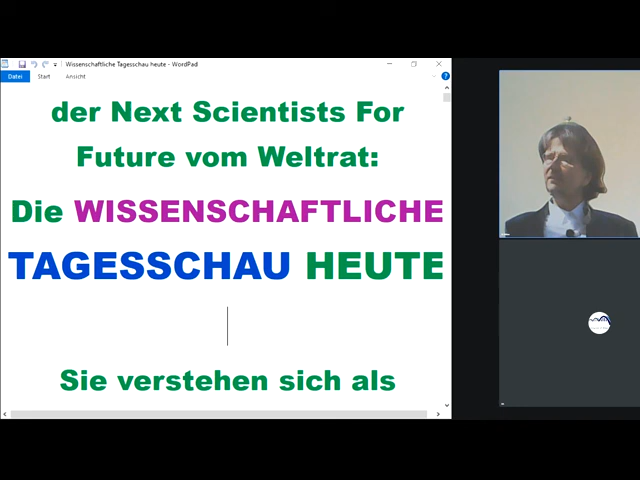 Wissenschaftliche Tagesschau heute - WordPad
Datei Start Ansicht
der Next Scientists For
Future vom Weltrat:
Die WISSENSCHAFTLICHE
TAGESSCHAU HEUTE
Sie verstehen sich als